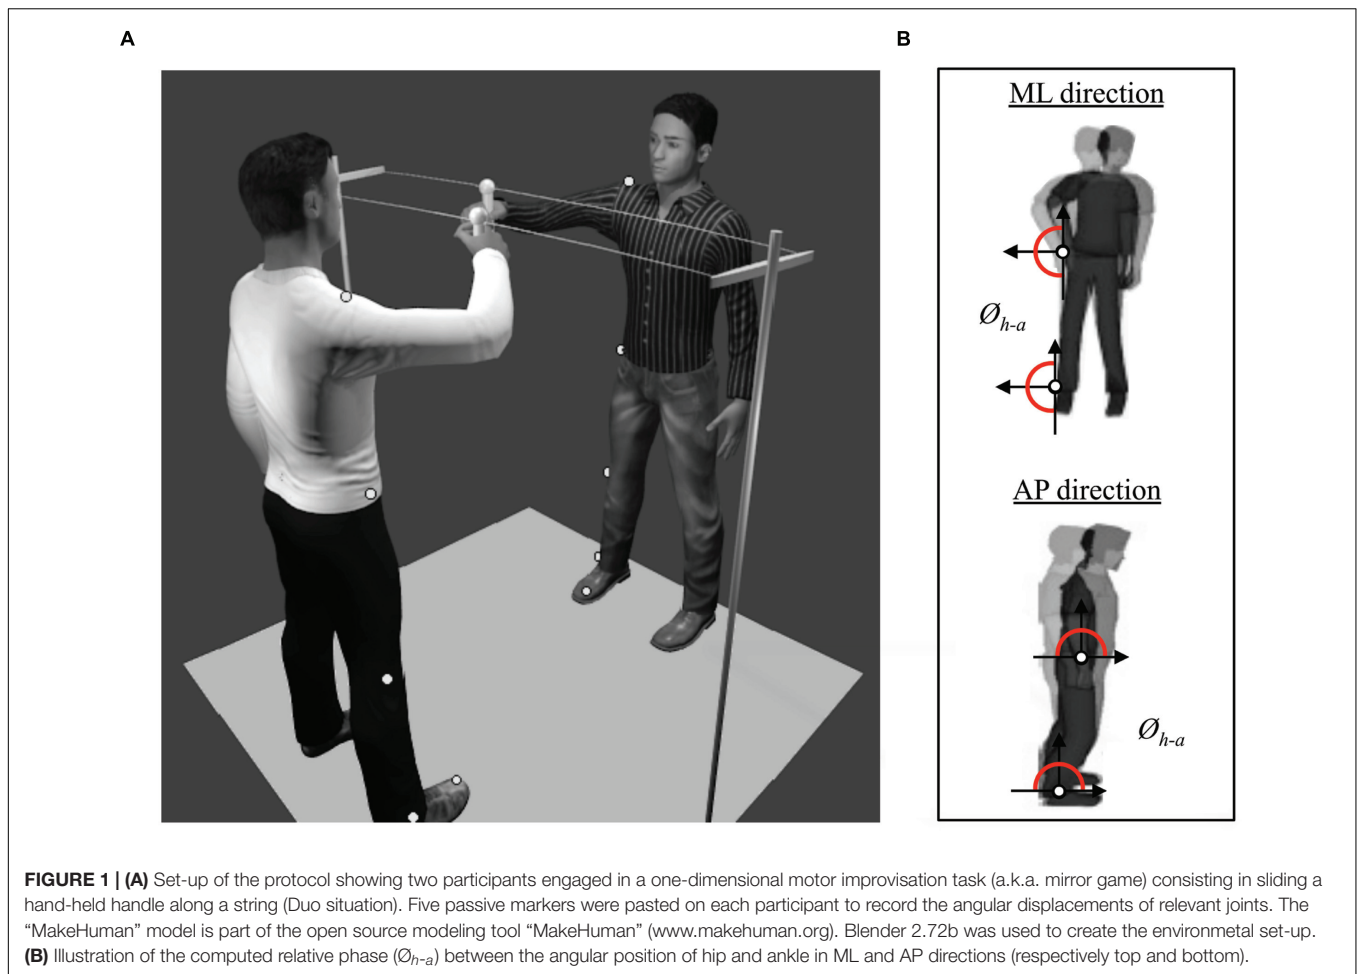 A
B
ML direction
Øh-a
AP direction
Øh-a
FIGURE 1 | (A) Set-up of the protocol showing two participants engaged in a one-dimensional motor improvisation task (a.k.a. mirror game) consisting in sliding a
hand-held handle along a string (Duo situation). Five passive markers were pasted on each participant to record the angular displacements of relevant joints. The
“MakeHuman” model is part of the open source modeling tool “MakeHuman” (www.makehuman.org). Blender 2.72b was used to create the environmetal set-up.
(B) Illustration of the computed relative phase (Øh-a) between the angular position of hip and ankle in ML and AP directions (respectively top and bottom).